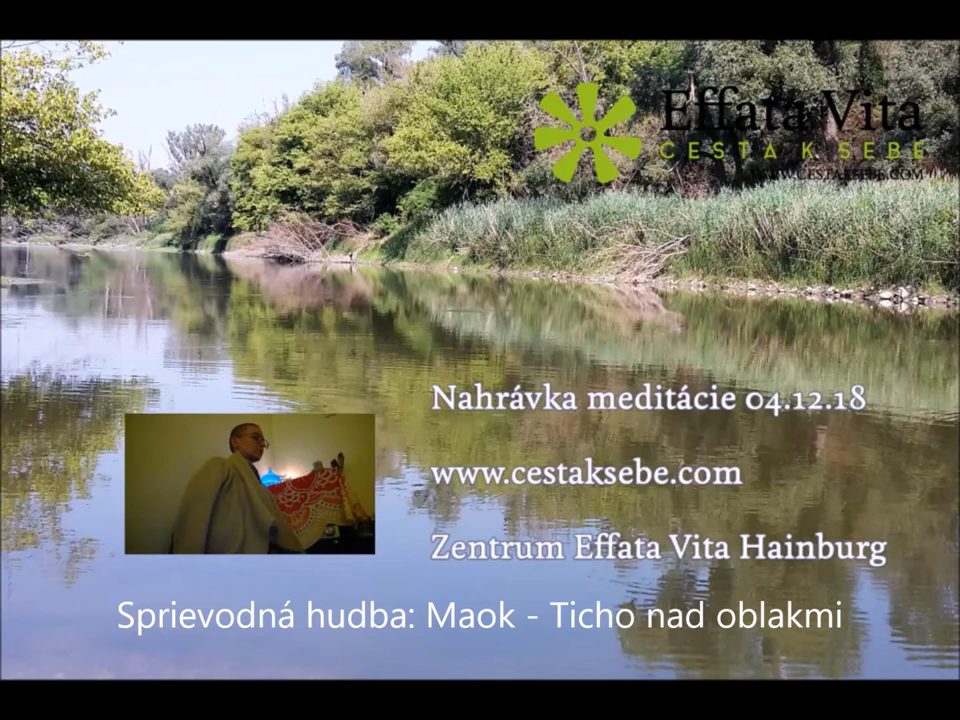 Effata Vita
CESTA K SEBE
WWW.CESTAKSEBE.COM
Nahrávka meditácie 04.12.18
www.cestaksebe.com
Zentrum Effata Vita Hainburg
Sprievodná hudba: Maok - Ticho nad oblakmi